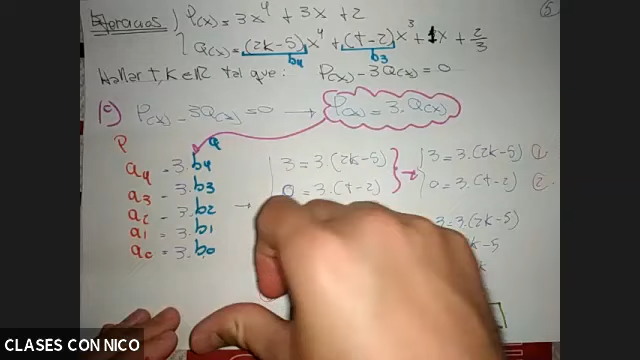 Ejercicios P(x) = 3x⁴ + 3x + 2
Q(x) = (2k-5)x⁴ + (t-2)x³ + 1x + 2/3
b4 b3
5
Hallar t, k ∈ ℝ tal que: P(x) - 3Q(x) = 0
P(x) - 3Q(x) = 0 → P(x) = 3.Q(x)
P Q
a4 = 3.b4
a3 = 3.b3
a2 = 3.b2
a1 = 3.b1
a0 = 3.b0
→
3 = 3.(2k-5)
0 = 3.(t-2)
→
3 = 3.(2k-5) 1
0 = 3.(t-2) 2
3 = 3.(2k-5)
k-5
k
CLASES CON NICO